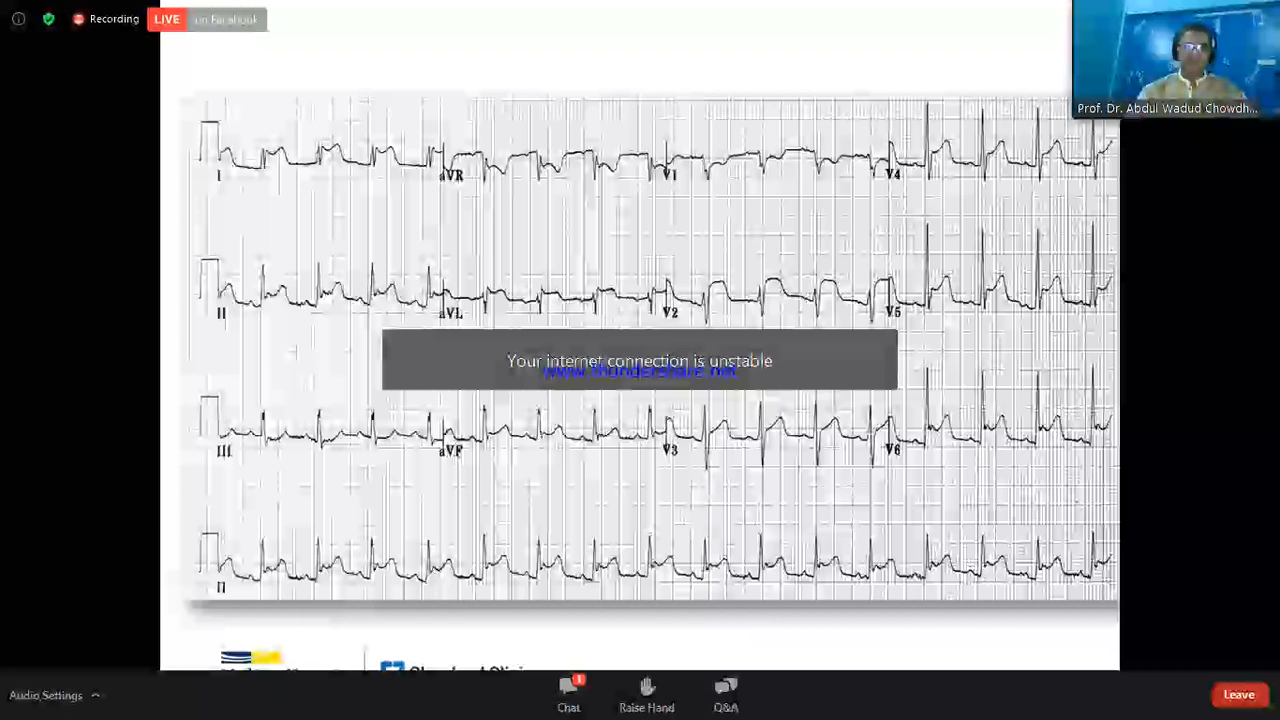 Recording
LIVE
on Facebook
Prof. Dr. Abdul Wadud Chowdh...
I
aVR
V1
V4
II
aVL
V2
V5
Your internet connection is unstable
www.thundershare.net
III
aVF
V3
V6
II
Audio Settings
1
Chat
Raise Hand
Q&A
Leave